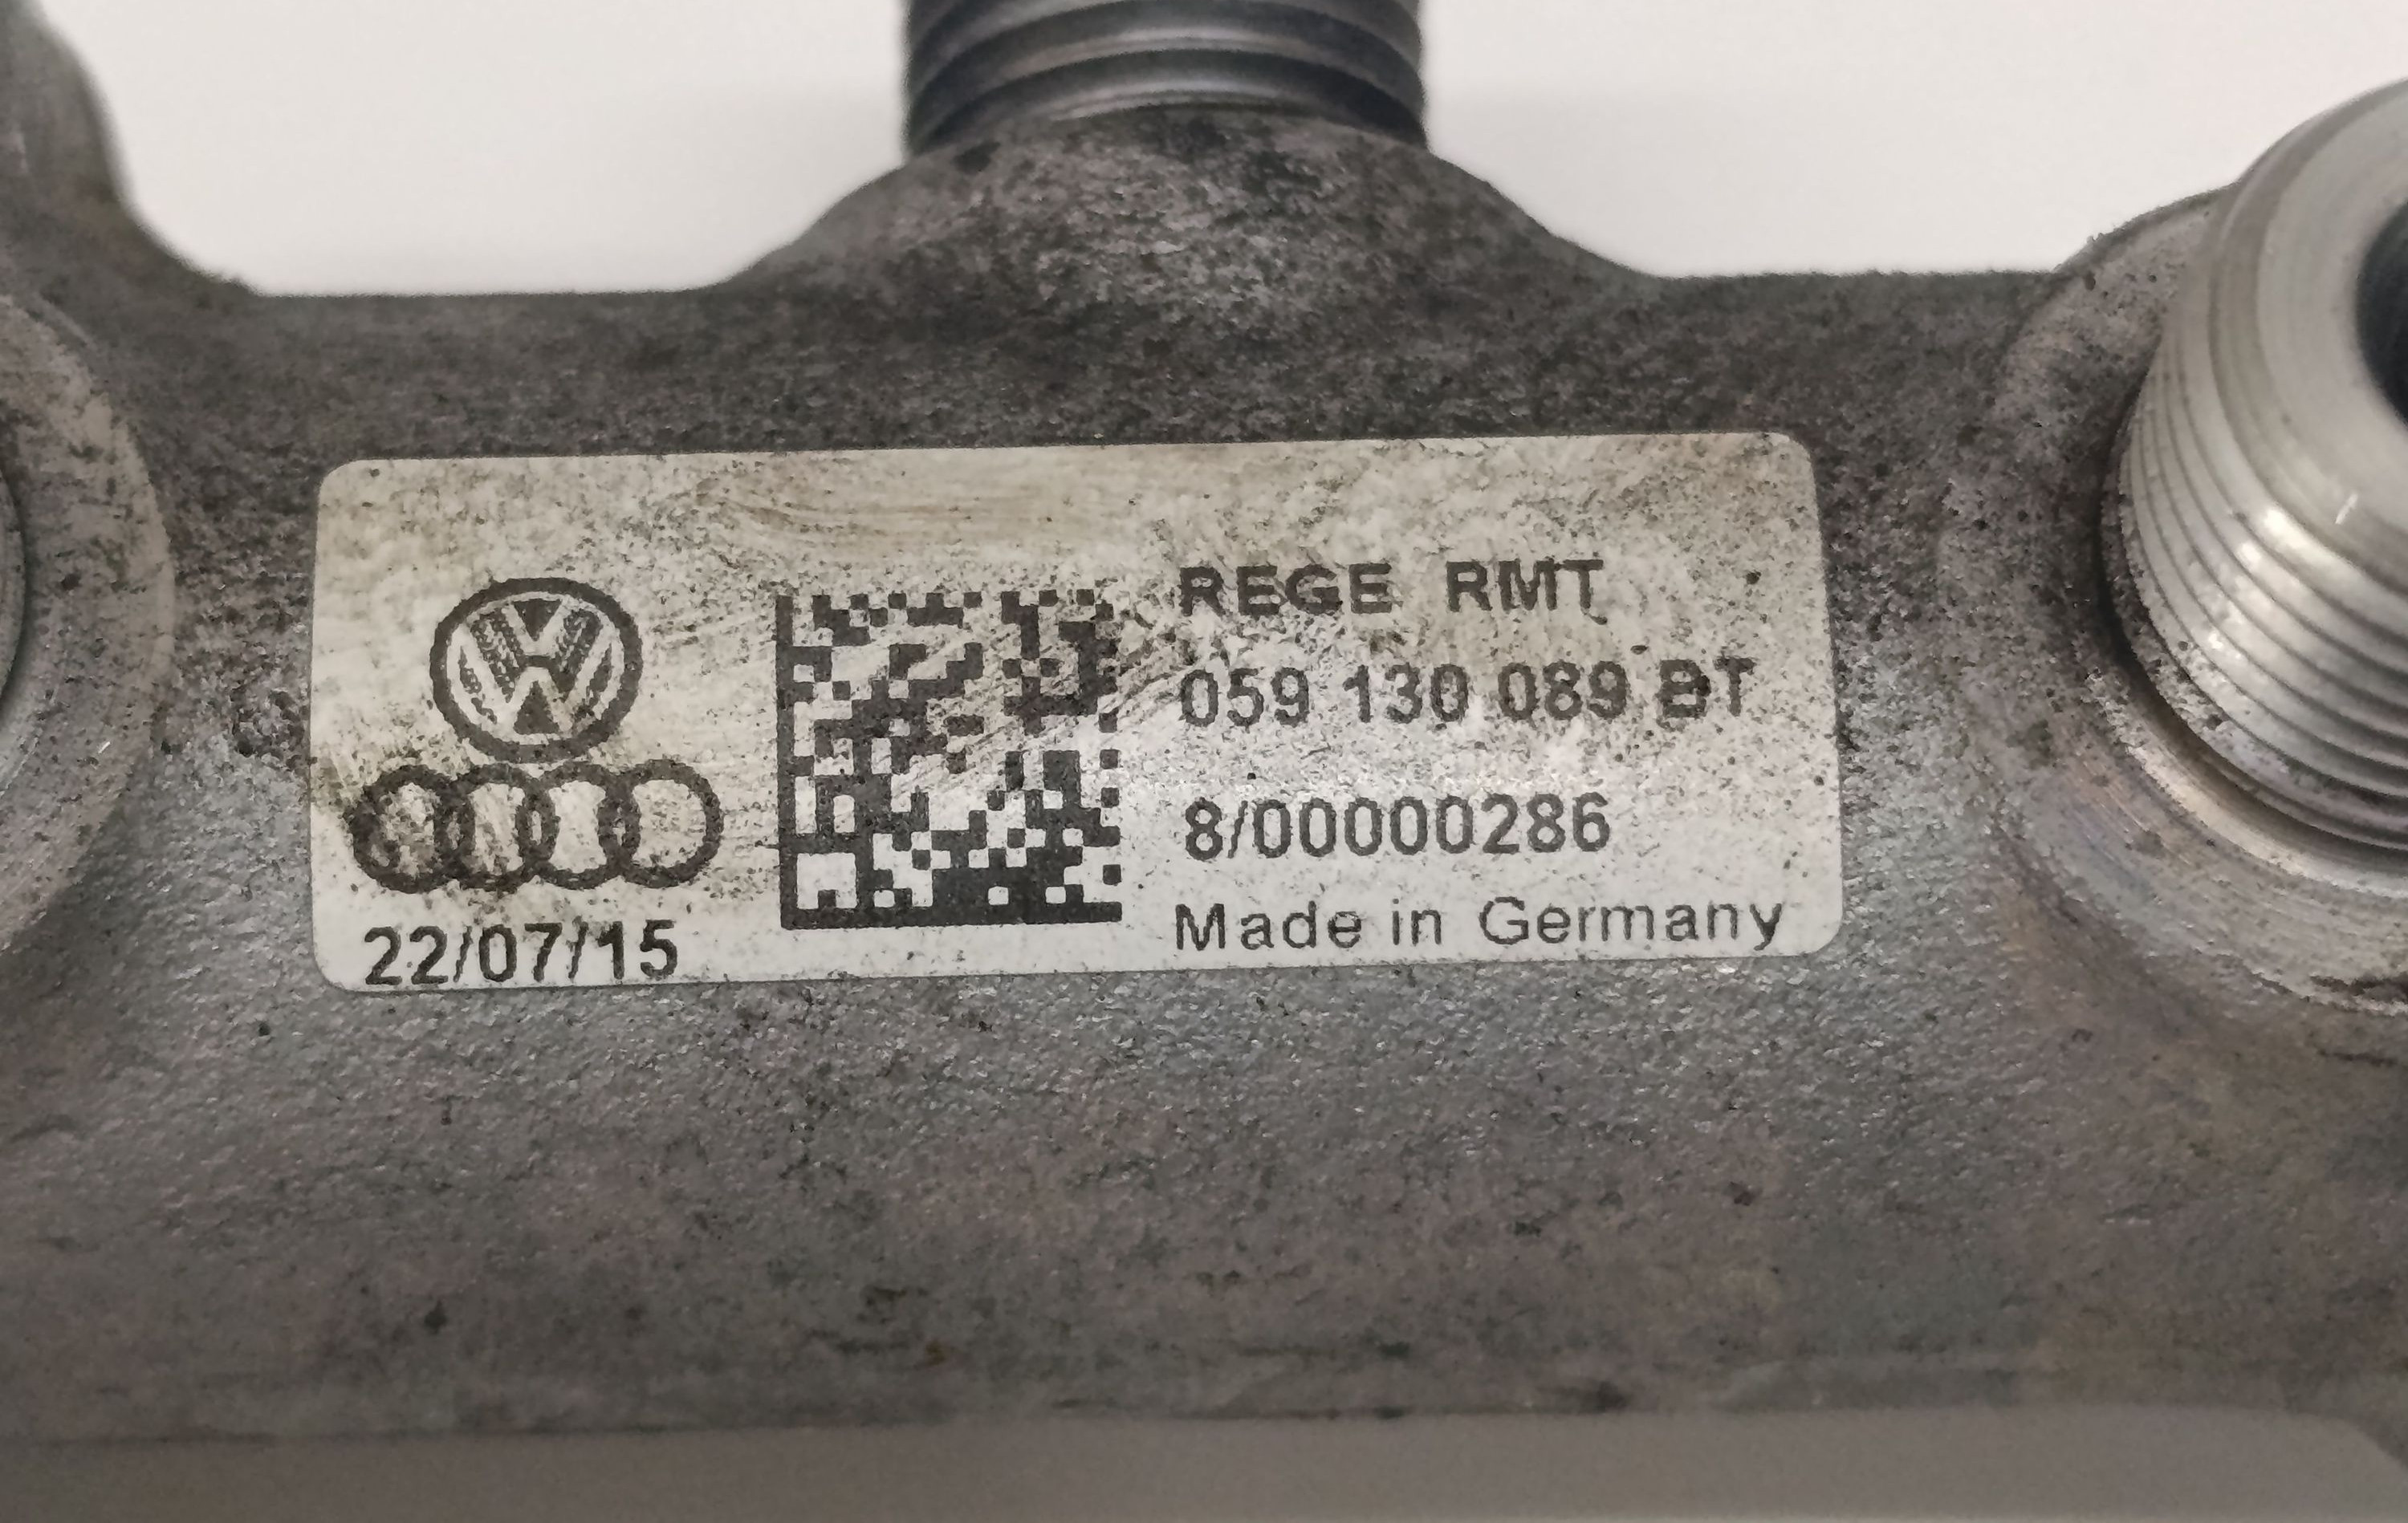 REGE RMT
059 130 089 BT
8/00000286
Made in Germany
22/07/15